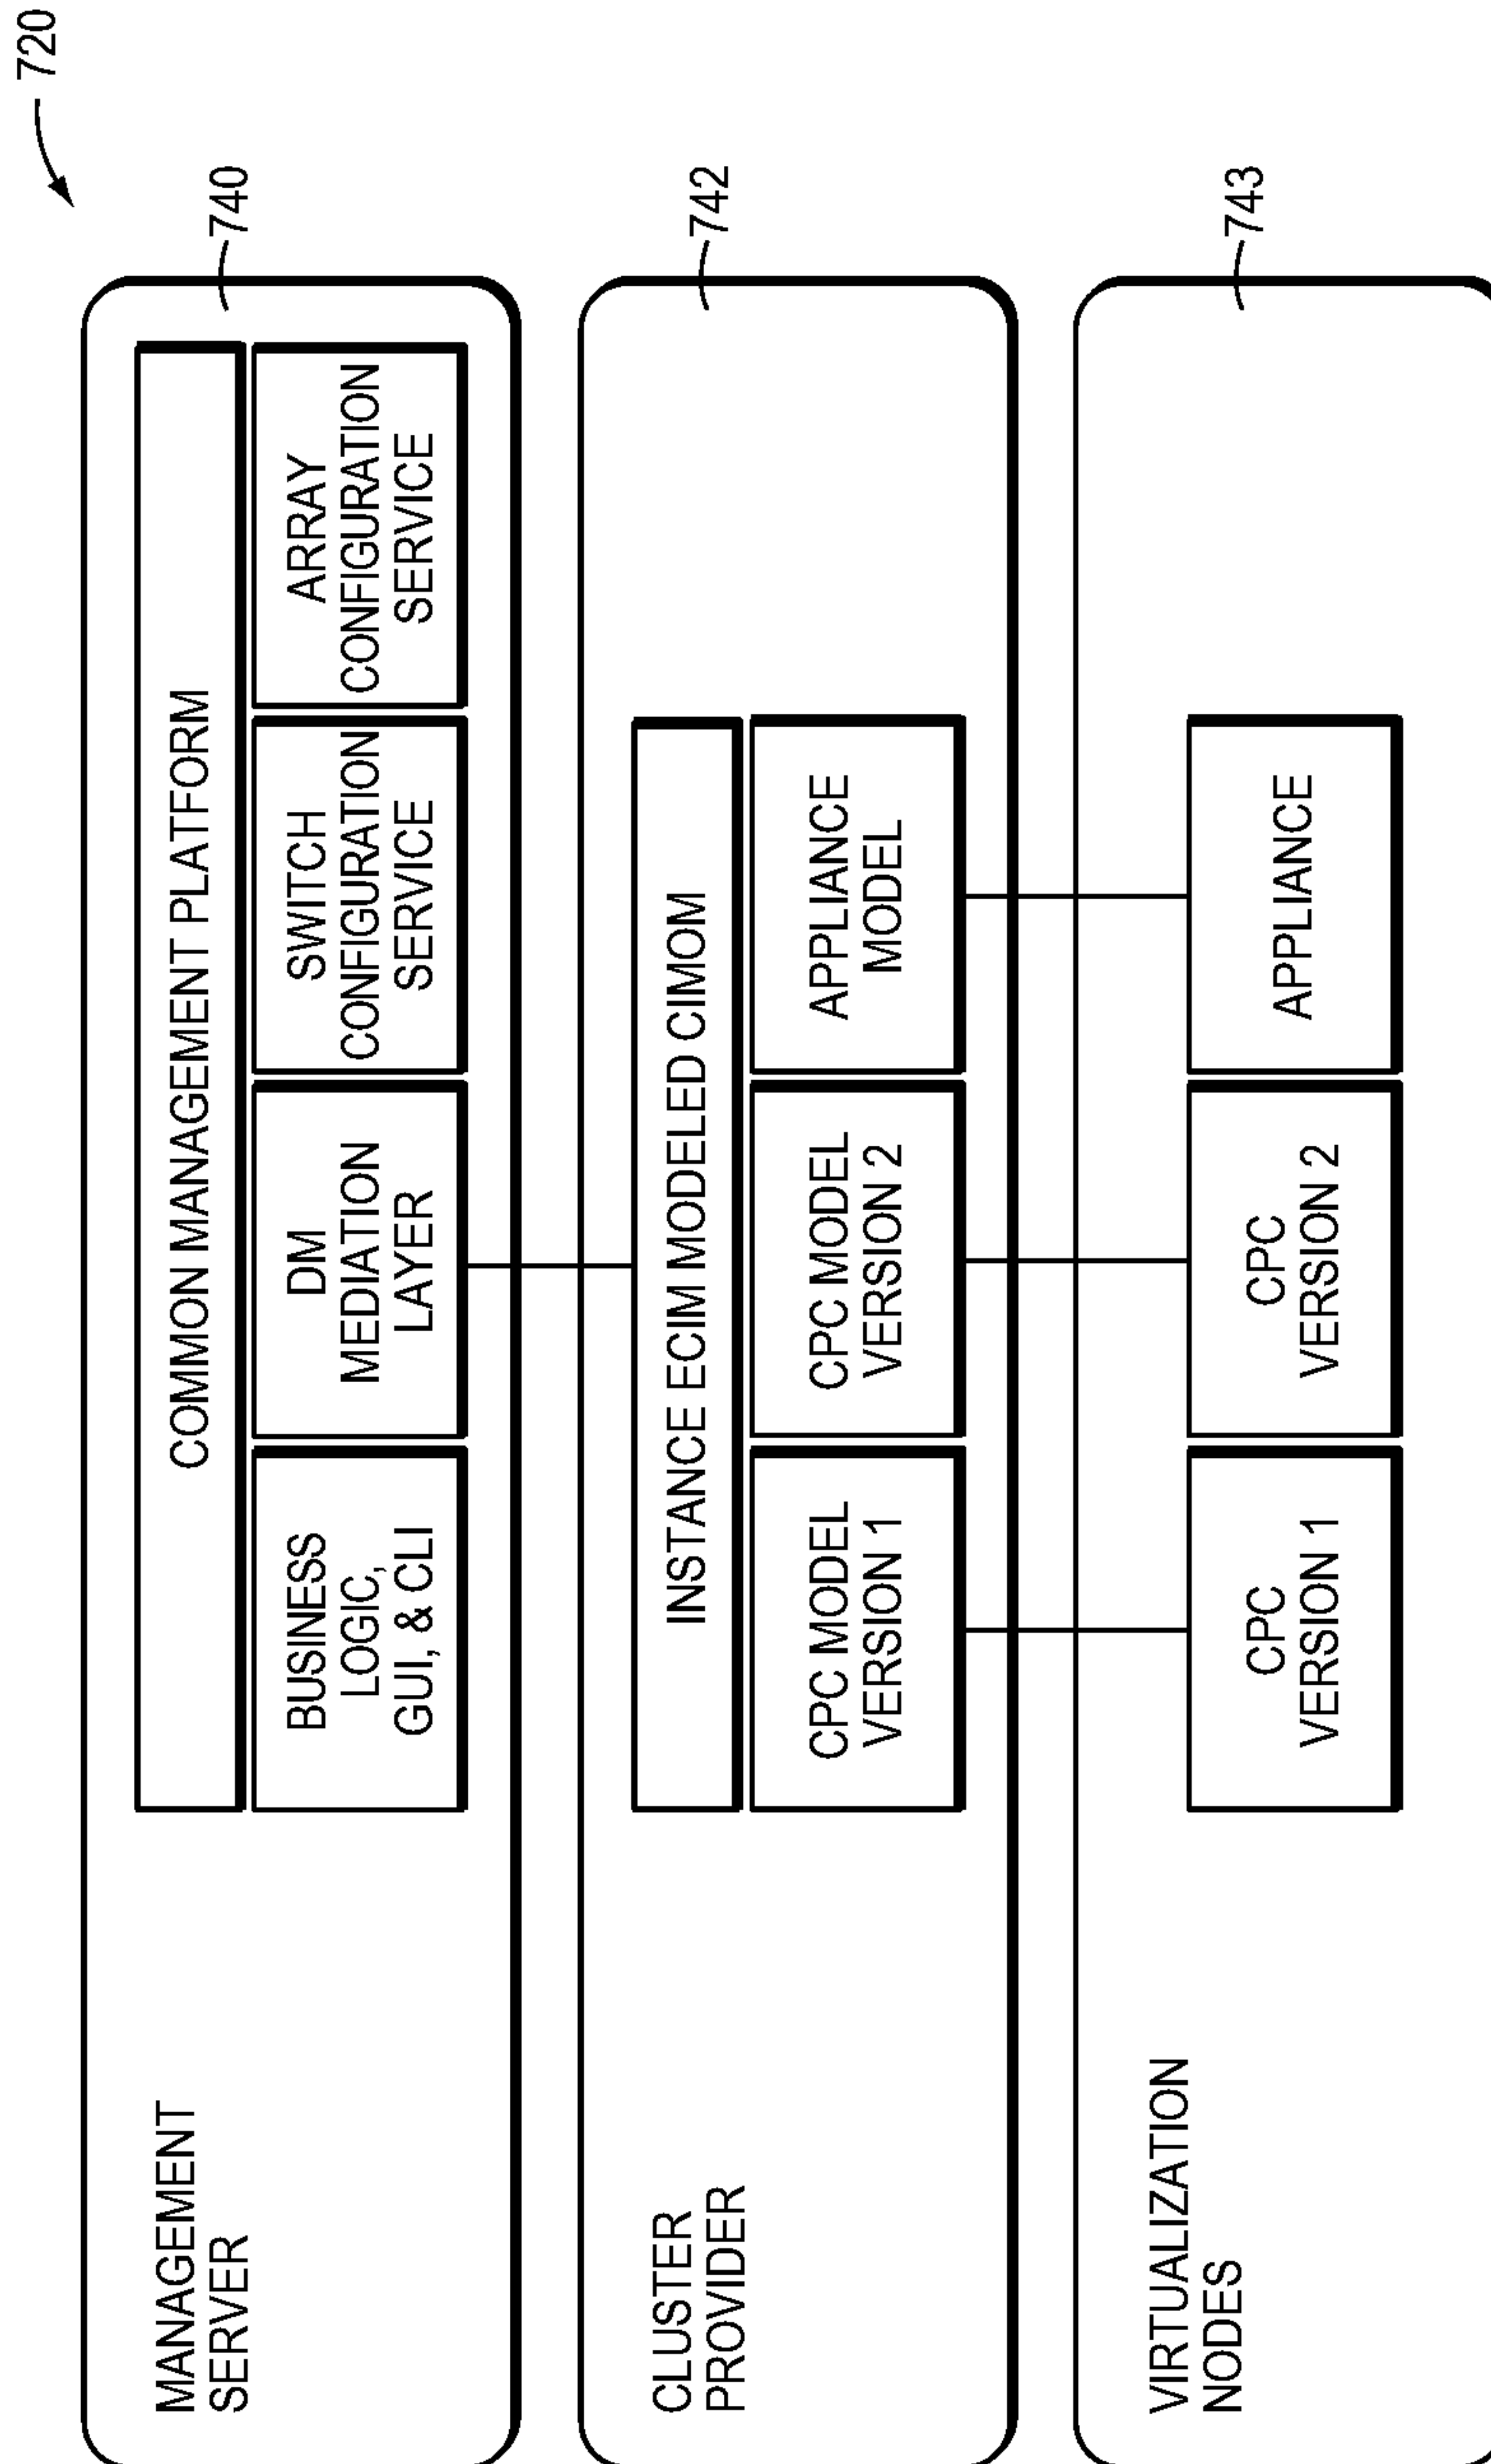 720
MANAGEMENT
SERVER
740
COMMON MANAGEMENT PLATFORM
BUSINESS
LOGIC,
GUI, & CLI
DM
MEDIATION
LAYER
SWITCH
CONFIGURATION
SERVICE
ARRAY
CONFIGURATION
SERVICE
CLUSTER
PROVIDER
742
INSTANCE ECIM MODELED CIMOM
CPC MODEL
VERSION 1
CPC MODEL
VERSION 2
APPLIANCE
MODEL
VIRTUALIZATION
NODES
743
CPC
VERSION 1
CPC
VERSION 2
APPLIANCE